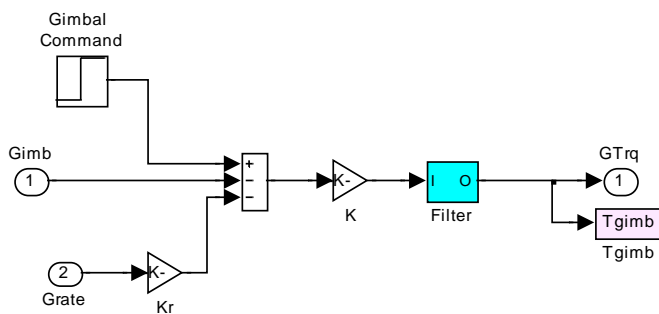 Gimbal
Command
Gimb
1
+
−
−
K-
K
I O
Filter
GTrq
1
Tgimb
Tgimb
2
Grate
K-
Kr